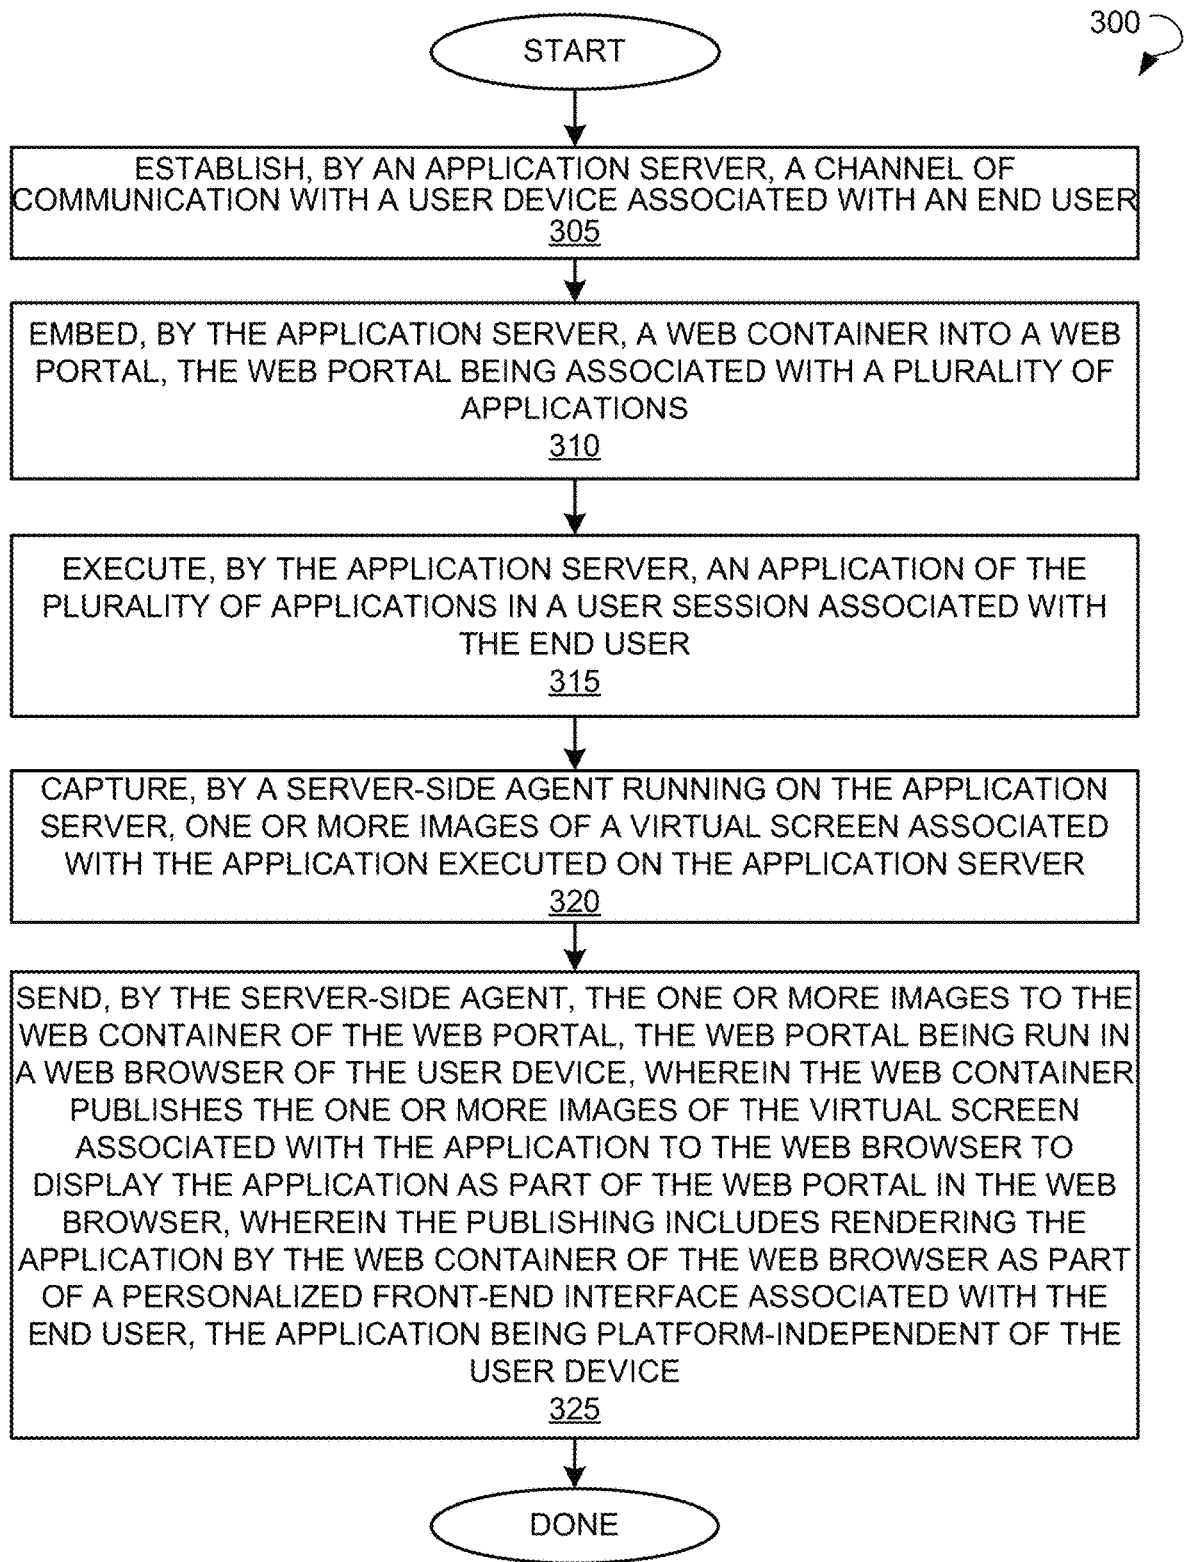 300
START
ESTABLISH, BY AN APPLICATION SERVER, A CHANNEL OF
COMMUNICATION WITH A USER DEVICE ASSOCIATED WITH AN END USER
305
EMBED, BY THE APPLICATION SERVER, A WEB CONTAINER INTO A WEB
PORTAL, THE WEB PORTAL BEING ASSOCIATED WITH A PLURALITY OF
APPLICATIONS
310
EXECUTE, BY THE APPLICATION SERVER, AN APPLICATION OF THE
PLURALITY OF APPLICATIONS IN A USER SESSION ASSOCIATED WITH
THE END USER
315
CAPTURE, BY A SERVER-SIDE AGENT RUNNING ON THE APPLICATION
SERVER, ONE OR MORE IMAGES OF A VIRTUAL SCREEN ASSOCIATED
WITH THE APPLICATION EXECUTED ON THE APPLICATION SERVER
320
SEND, BY THE SERVER-SIDE AGENT, THE ONE OR MORE IMAGES TO THE
WEB CONTAINER OF THE WEB PORTAL, THE WEB PORTAL BEING RUN IN
A WEB BROWSER OF THE USER DEVICE, WHEREIN THE WEB CONTAINER
PUBLISHES THE ONE OR MORE IMAGES OF THE VIRTUAL SCREEN
ASSOCIATED WITH THE APPLICATION TO THE WEB BROWSER TO
DISPLAY THE APPLICATION AS PART OF THE WEB PORTAL IN THE WEB
BROWSER, WHEREIN THE PUBLISHING INCLUDES RENDERING THE
APPLICATION BY THE WEB CONTAINER OF THE WEB BROWSER AS PART
OF A PERSONALIZED FRONT-END INTERFACE ASSOCIATED WITH THE
END USER, THE APPLICATION BEING PLATFORM-INDEPENDENT OF THE
USER DEVICE
325
DONE